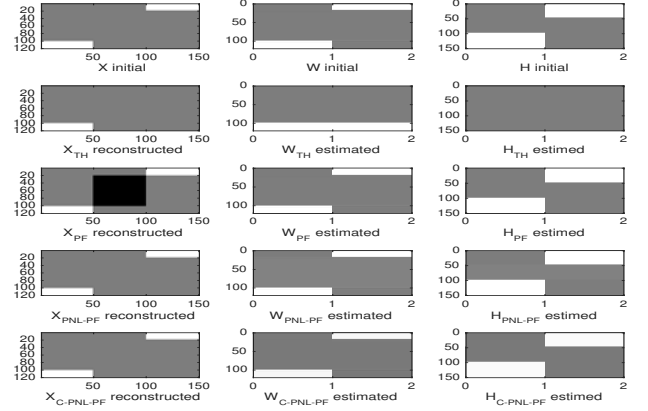 20
40
60
80
100
120
50 100 150
X initial
0
50
100
0 1 2
W initial
0
50
100
150
0 1 2
H initial
20
40
60
80
100
120
50 100 150
X_TH reconstructed
0
50
100
0 1 2
W_TH estimated
0
50
100
150
0 1 2
H_TH estimed
20
40
60
80
100
120
50 100 150
X_PF reconstructed
0
50
100
0 1 2
W_PF estimated
0
50
100
150
0 1 2
H_PF estimed
20
40
60
80
100
120
50 100 150
X_PNL-PF reconstructed
0
50
100
0 1 2
W_PNL-PF estimated
0
50
100
150
0 1 2
H_PNL-PF estimed
20
40
60
80
100
120
50 100 150
X_C-PNL-PF reconstructed
0
50
100
0 1 2
W_C-PNL-PF estimated
0
50
100
150
0 1 2
H_C-PNL-PF estimed